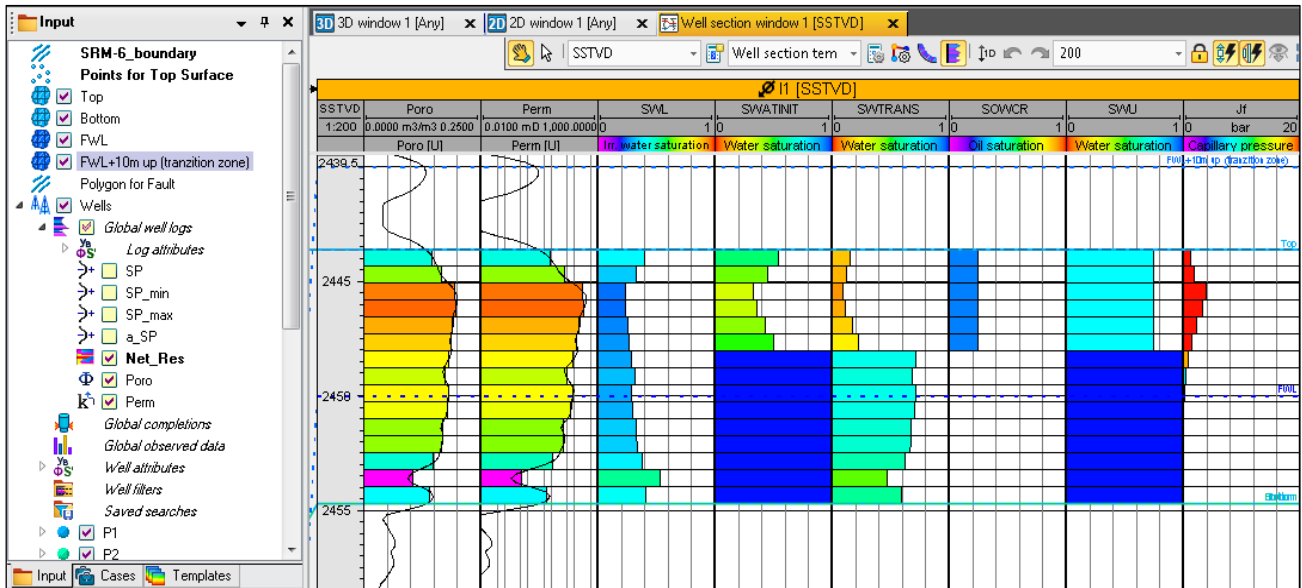 Input
3D 3D window 1 [Any]
2D 2D window 1 [Any]
Well section window 1 [SSTVD]
SSTVD
Well section tem
200
SRM-6_boundary
Points for Top Surface
Top
Bottom
FWL
FWL+10m up (tranzition zone)
Polygon for Fault
Wells
Global well logs
Log attributes
SP
SP_min
SP_max
a_SP
Net_Res
Poro
Perm
Global completions
Global observed data
Well attributes
Well filters
Saved searches
P1
P2
Input Cases Templates
I1 [SSTVD]
SSTVD Poro Perm SWL SWATINIT SWTRANS SOWCR SWU Jf
1:200 0.0000 m3/m3 0.2500 0.0100 mD 1,000.0000 0 1 0 1 0 1 0 1 0 1 0 bar 20
Poro [U] Perm [U] Irr. water saturation Water saturation Water saturation Oil saturation Water saturation Capillary pressure
2439.5
FWL+10m up (tranzition zone)
Top
2445
2450
FWL
Bottom
2455